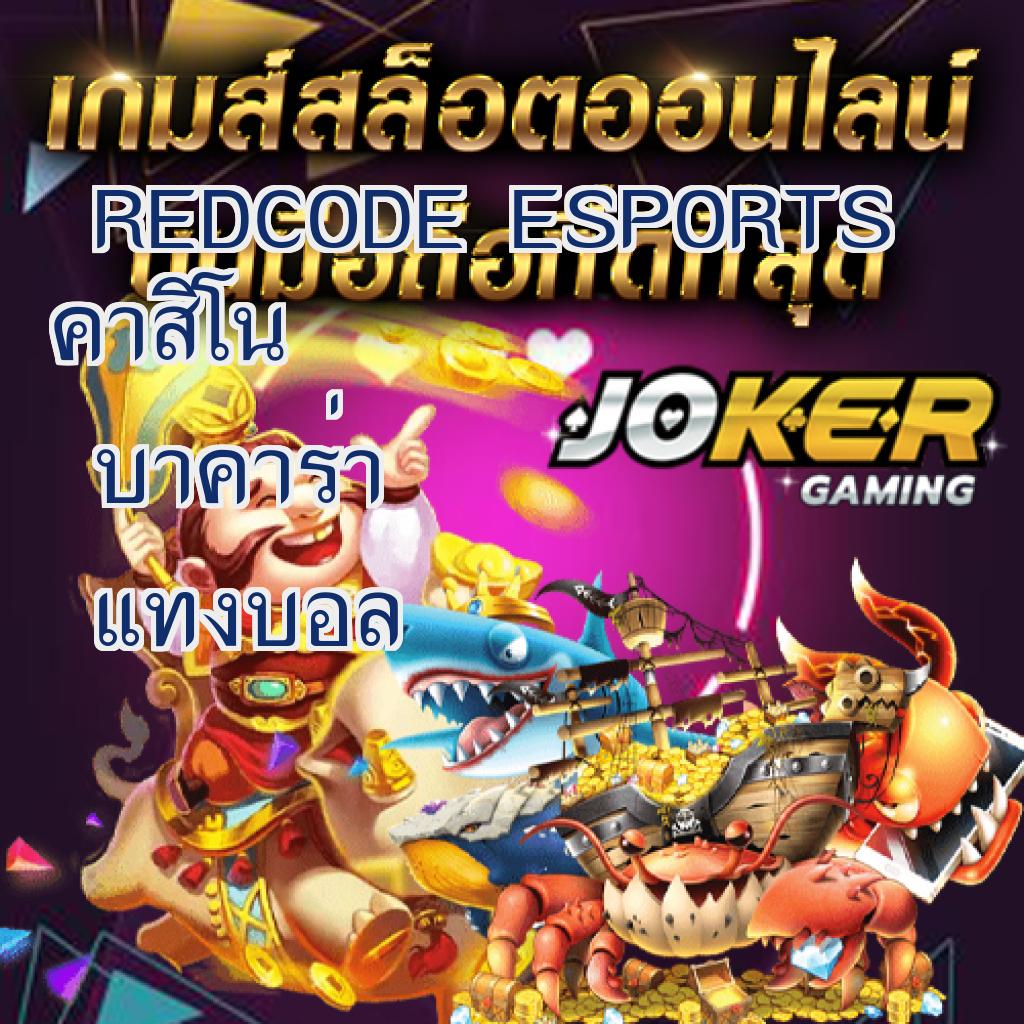 เกมส์สล็อตออนไลน์
REDCODE ESPORTS
คาสิโน
JOKER
GAMING
บาคาร่า
แทงบอล